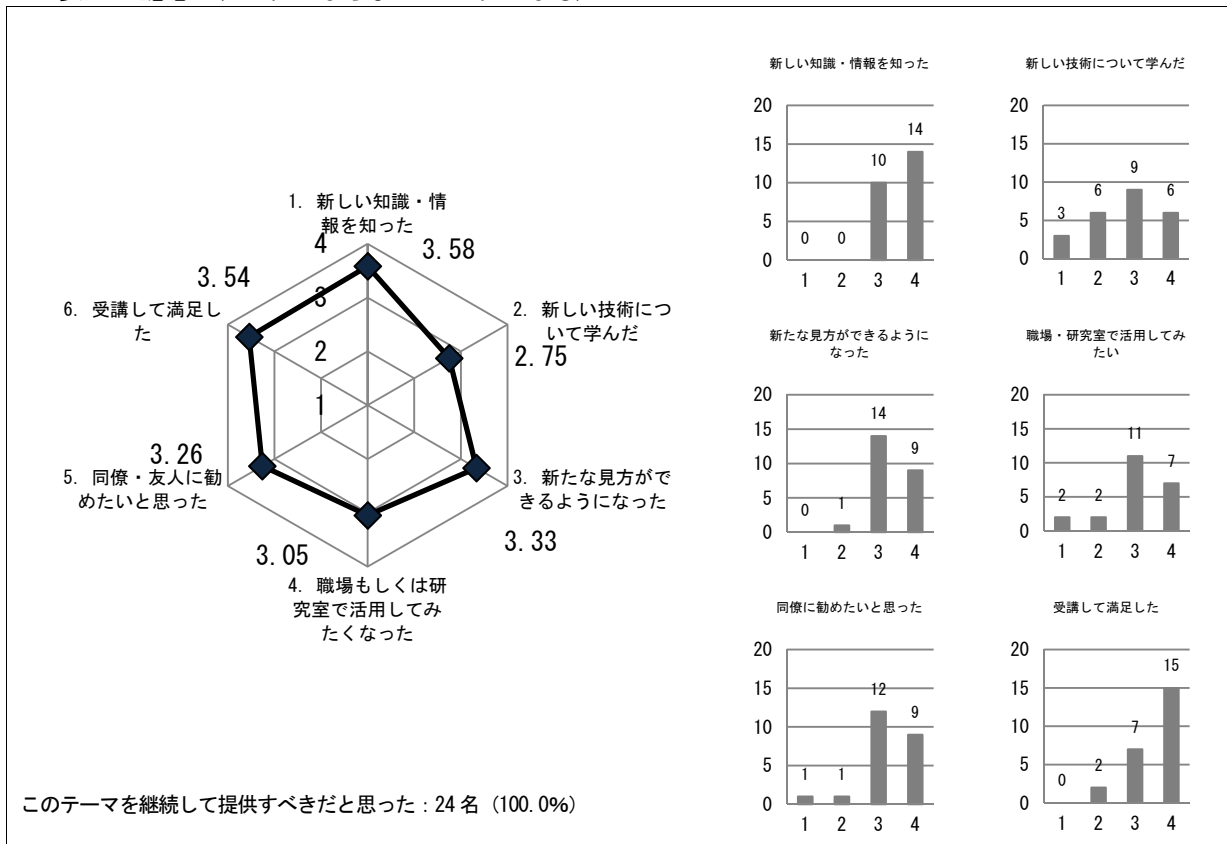 1. 新しい知識・情
報を知った
4
3.58
3.54
3
6. 受講して満足し
た
2. 新しい技術につ
いて学んだ
2
2.75
1
3.26
5. 同僚・友人に勧
めたいと思った
3. 新たな見方がで
きるようになった
3.33
3.05
4. 職場もしくは研
究室で活用してみ
たくなった
このテーマを継続して提供すべきだと思った：24 名（100.0%）
新しい知識・情報を知った
20
15
10
5
0
0
0
10
14
1 2 3 4
新しい技術について学んだ
20
15
10
5
0
3
6
9
6
1 2 3 4
新たな見方ができるように
なった
20
15
10
5
0
0
1
14
9
1 2 3 4
職場・研究室で活用してみ
たい
20
15
10
5
0
2
2
11
7
1 2 3 4
同僚に勧めたいと思った
20
15
10
5
0
1
1
12
9
1 2 3 4
受講して満足した
20
15
10
5
0
0
2
7
15
1 2 3 4